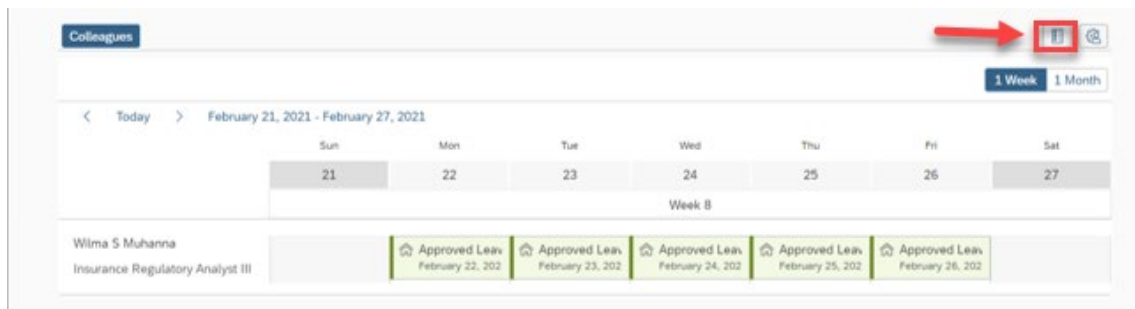 Colleagues
1 Week 1 Month
< Today > February 21, 2021 - February 27, 2021
Sun Mon Tue Wed Thu Fri Sat
21 22 23 24 25 26 27
Week 8
Wilma S Muhanna
Insurance Regulatory Analyst III
Approved Leav Approved Leav Approved Leav Approved Leav Approved Leav
February 22, 202 February 23, 202 February 24, 202 February 25, 202 February 26, 202